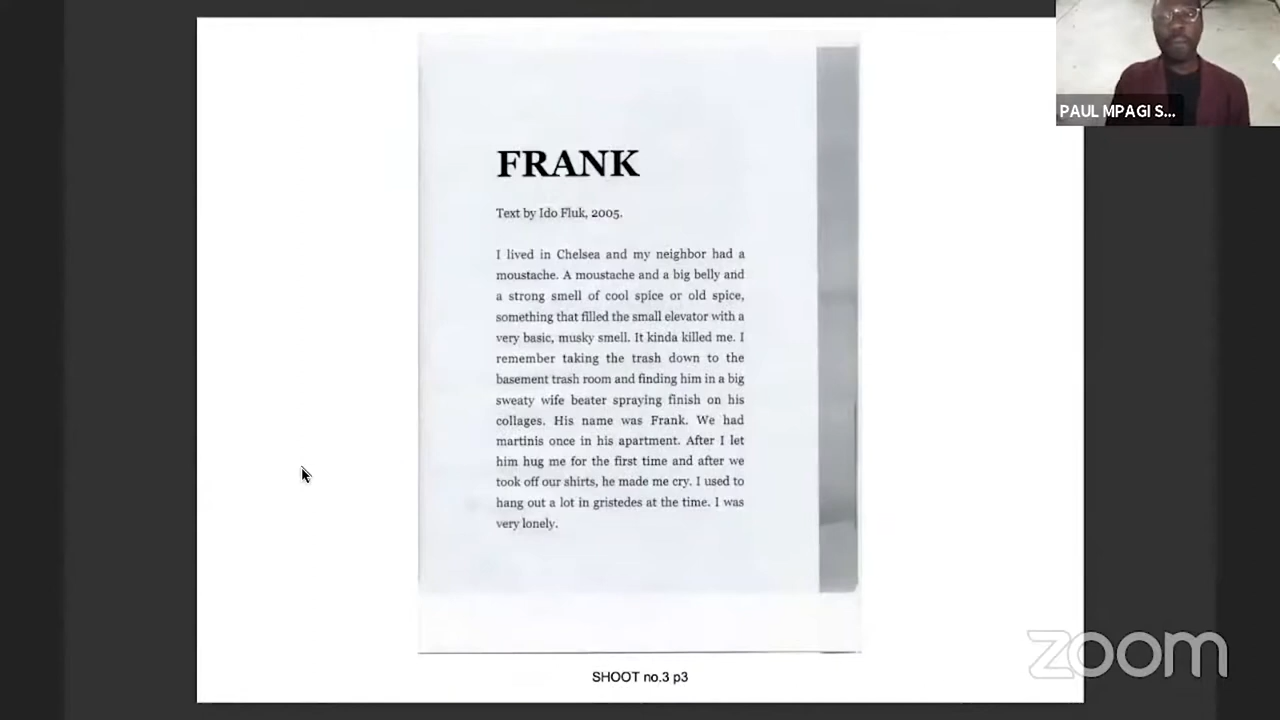 PAUL MPAGI S...
FRANK
Text by Ido Fluk, 2005.
I lived in Chelsea and my neighbor had a
moustache. A moustache and a big belly and
a strong smell of cool spice or old spice,
something that filled the small elevator with a
very basic, musky smell. It kinda killed me. I
remember taking the trash down to the
basement trash room and finding him in a big
sweaty wife beater spraying finish on his
collages. His name was Frank. We had
martinis once in his apartment. After I let
him hug me for the first time and after we
took off our shirts, he made me cry. I used to
hang out a lot in gristedes at the time. I was
very lonely.
SHOOT no.3 p3
zoom